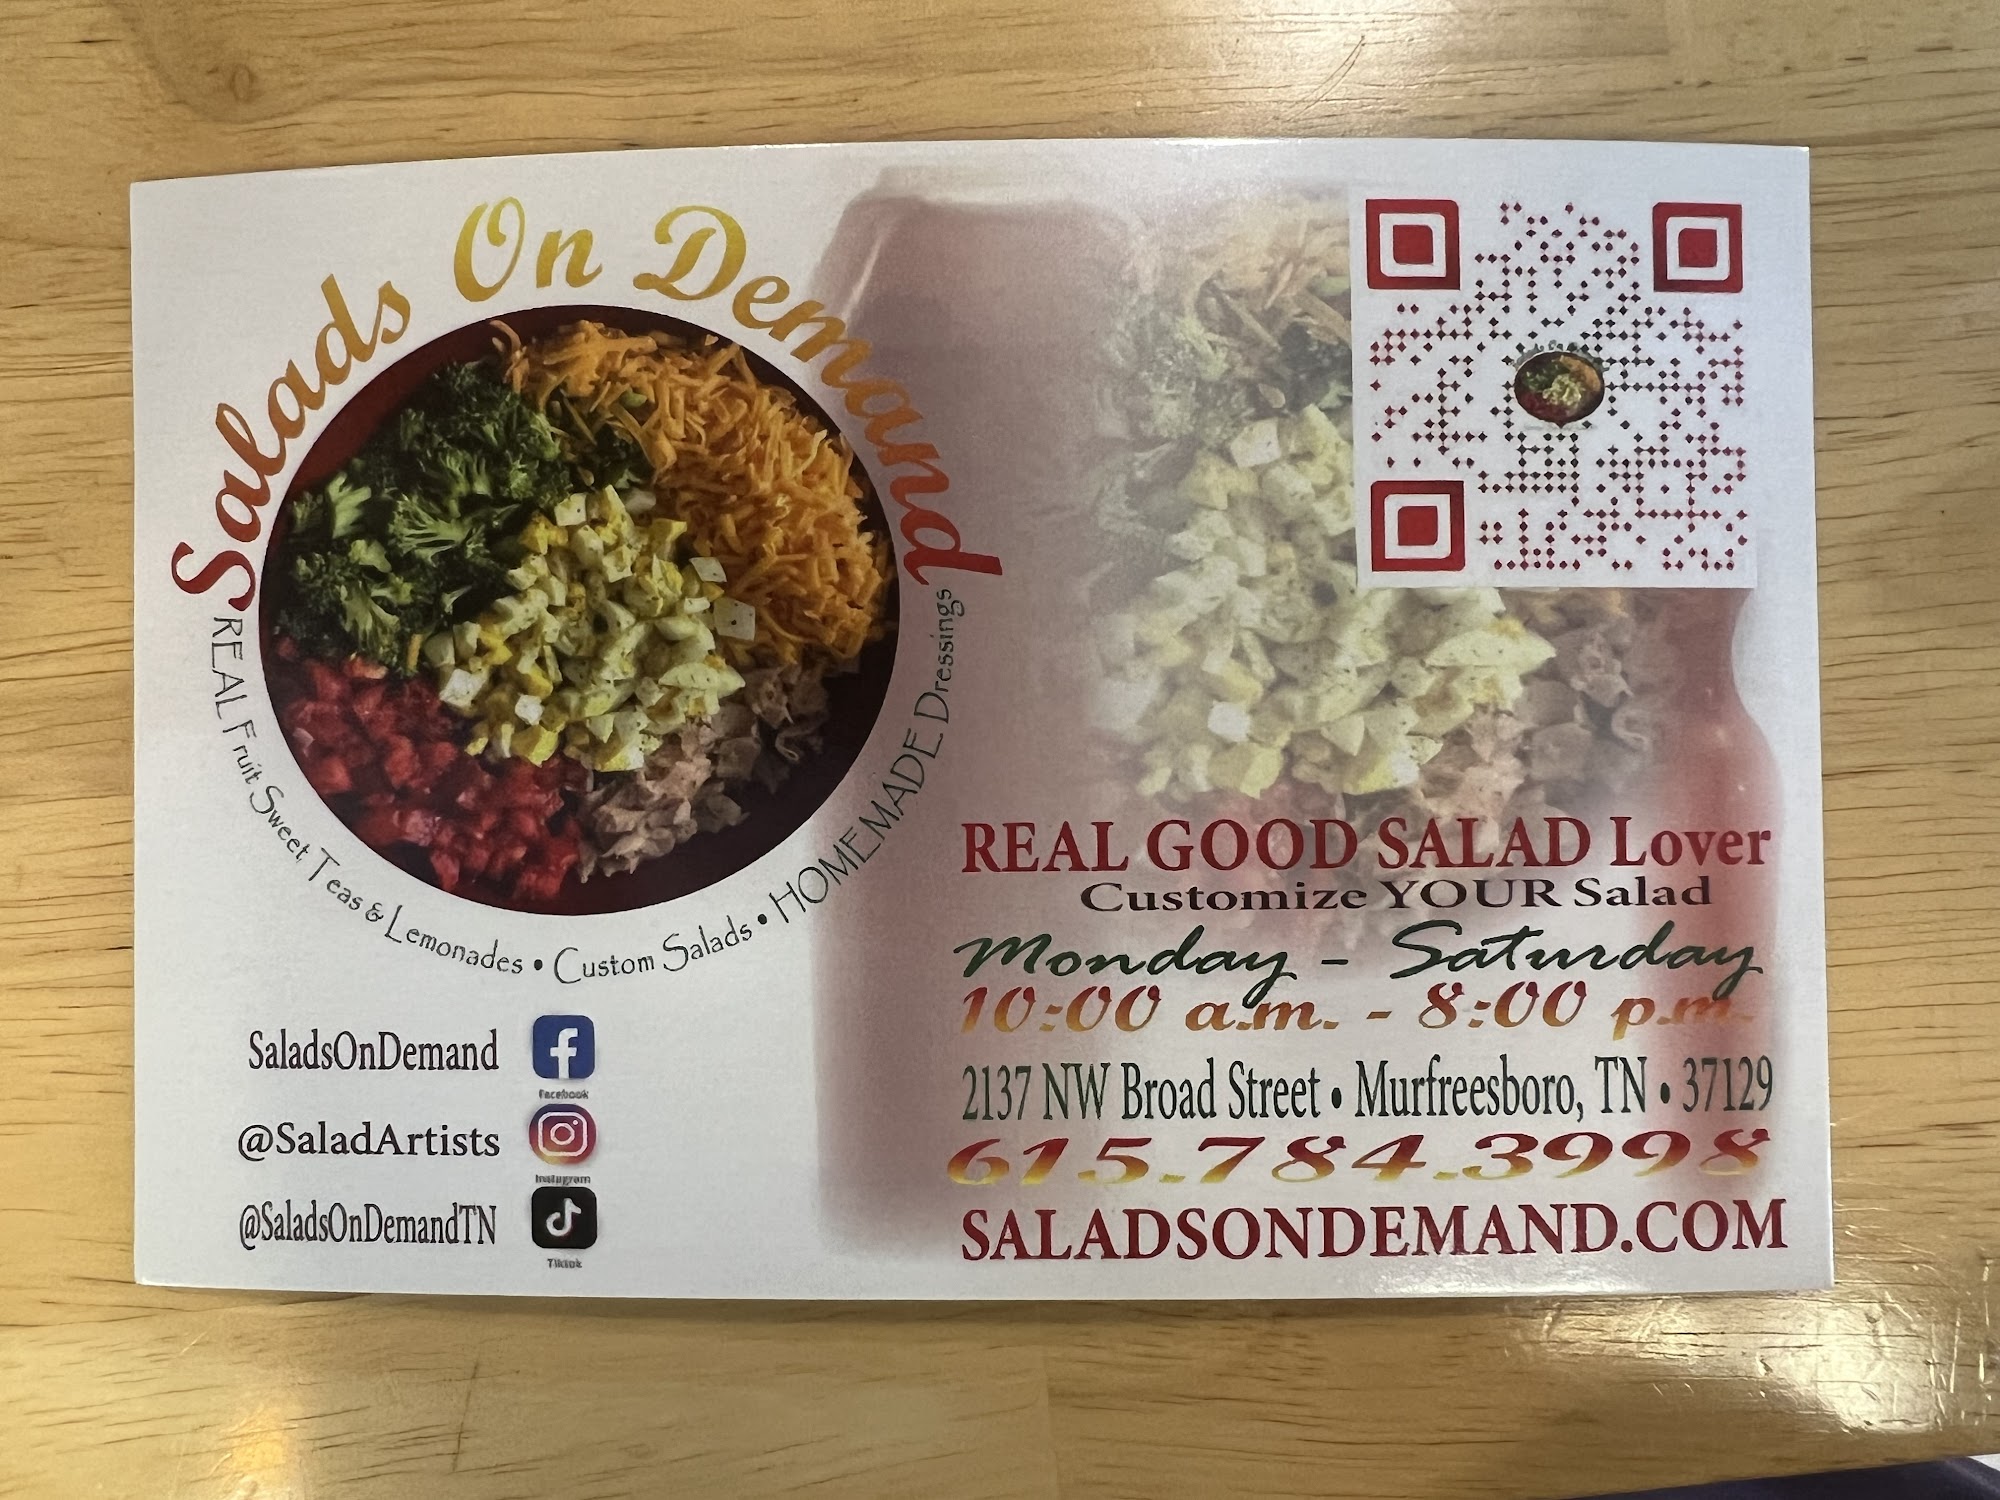 Salads On Demand
REAL Fruit Sweet Teas & Lemonades • Custom Salads • HOMEMADE Dressings
SaladsOnDemand
Facebook
@SaladArtists
Instagram
@SaladsOnDemandTN
Tiktok
REAL GOOD SALAD Lover
Customize YOUR Salad
Monday - Saturday
10:00 a.m. - 8:00 p.m.
2137 NW Broad Street • Murfreesboro, TN • 37129
615.784.3998
SALADSONDEMAND.COM